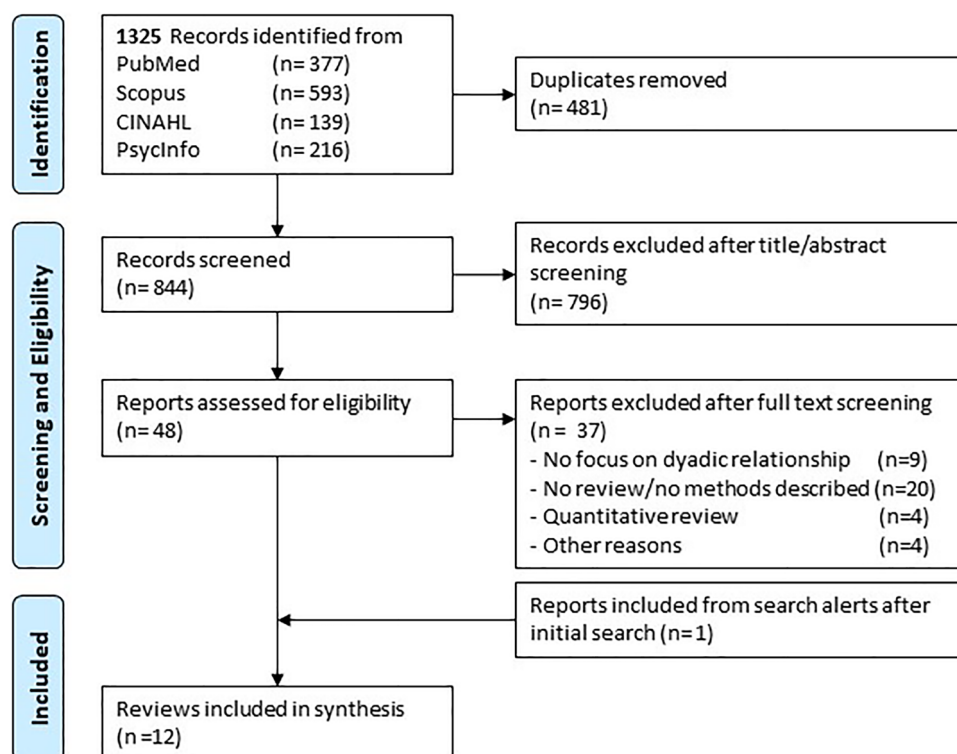 Identification
1325 Records identified from
PubMed (n= 377)
Scopus (n= 593)
CINAHL (n= 139)
PsycInfo (n= 216)
Duplicates removed
(n= 481)
Screening and Eligibility
Records screened
(n= 844)
Records excluded after title/abstract
screening
(n= 796)
Reports assessed for eligibility
(n= 48)
Reports excluded after full text screening
(n = 37)
- No focus on dyadic relationship (n=9)
- No review/no methods described (n=20)
- Quantitative review (n=4)
- Other reasons (n=4)
Included
Reports included from search alerts after
initial search (n=1)
Reviews included in synthesis
(n =12)